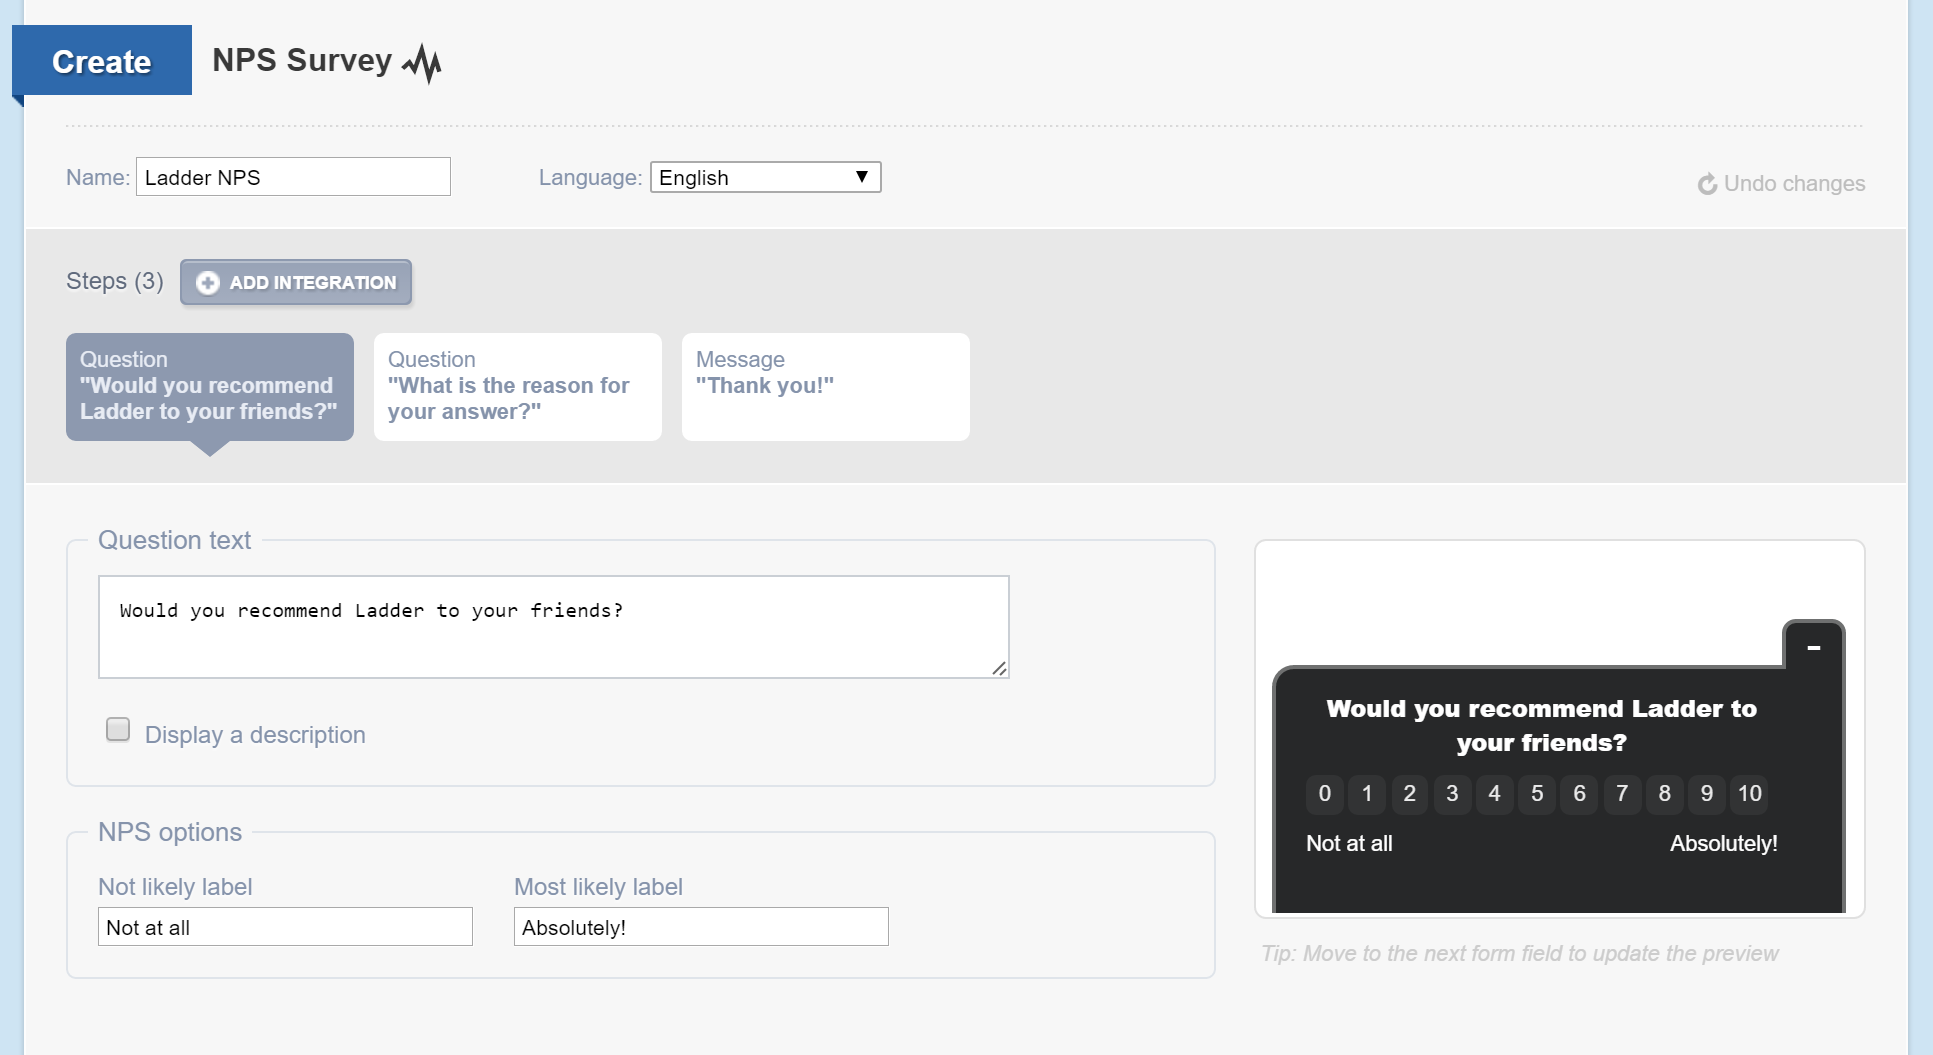 Create
NPS Survey
Name: Ladder NPS
Language: English
Undo changes
Steps (3)
ADD INTEGRATION
Question
"Would you recommend
Ladder to your friends?"
Question
"What is the reason for
your answer?"
Message
"Thank you!"
Question text
Would you recommend Ladder to your friends?
Display a description
NPS options
Not likely label
Not at all
Most likely label
Absolutely!
Would you recommend Ladder to
your friends?
0 1 2 3 4 5 6 7 8 9 10
Not at all Absolutely!
Tip: Move to the next form field to update the preview